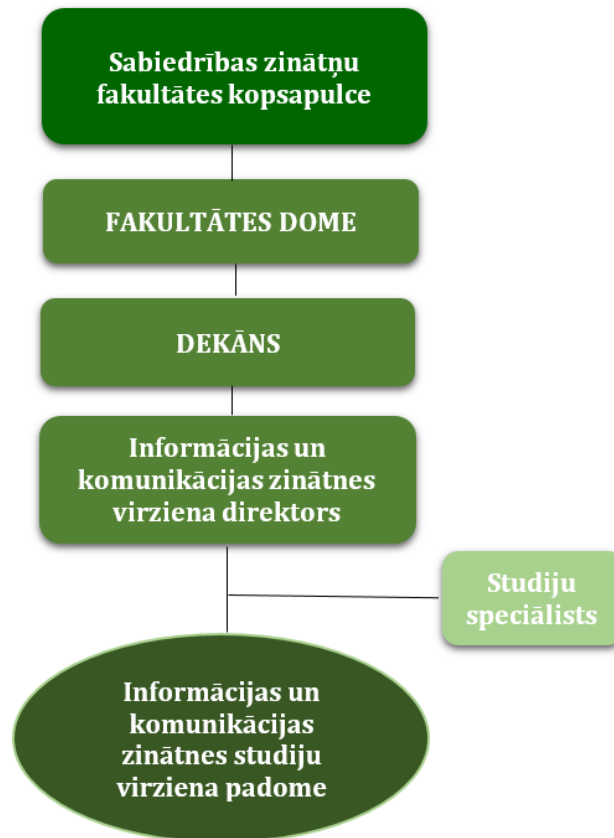 Sabiedrības zinātņu
fakultātes kopsapulce
FAKULTĀTES DOME
DEKĀNS
Informācijas un
komunikācijas zinātnes
virziena direktors
Studiju
speciālists
Informācijas un
komunikācijas
zinātnes studiju
virziena padome